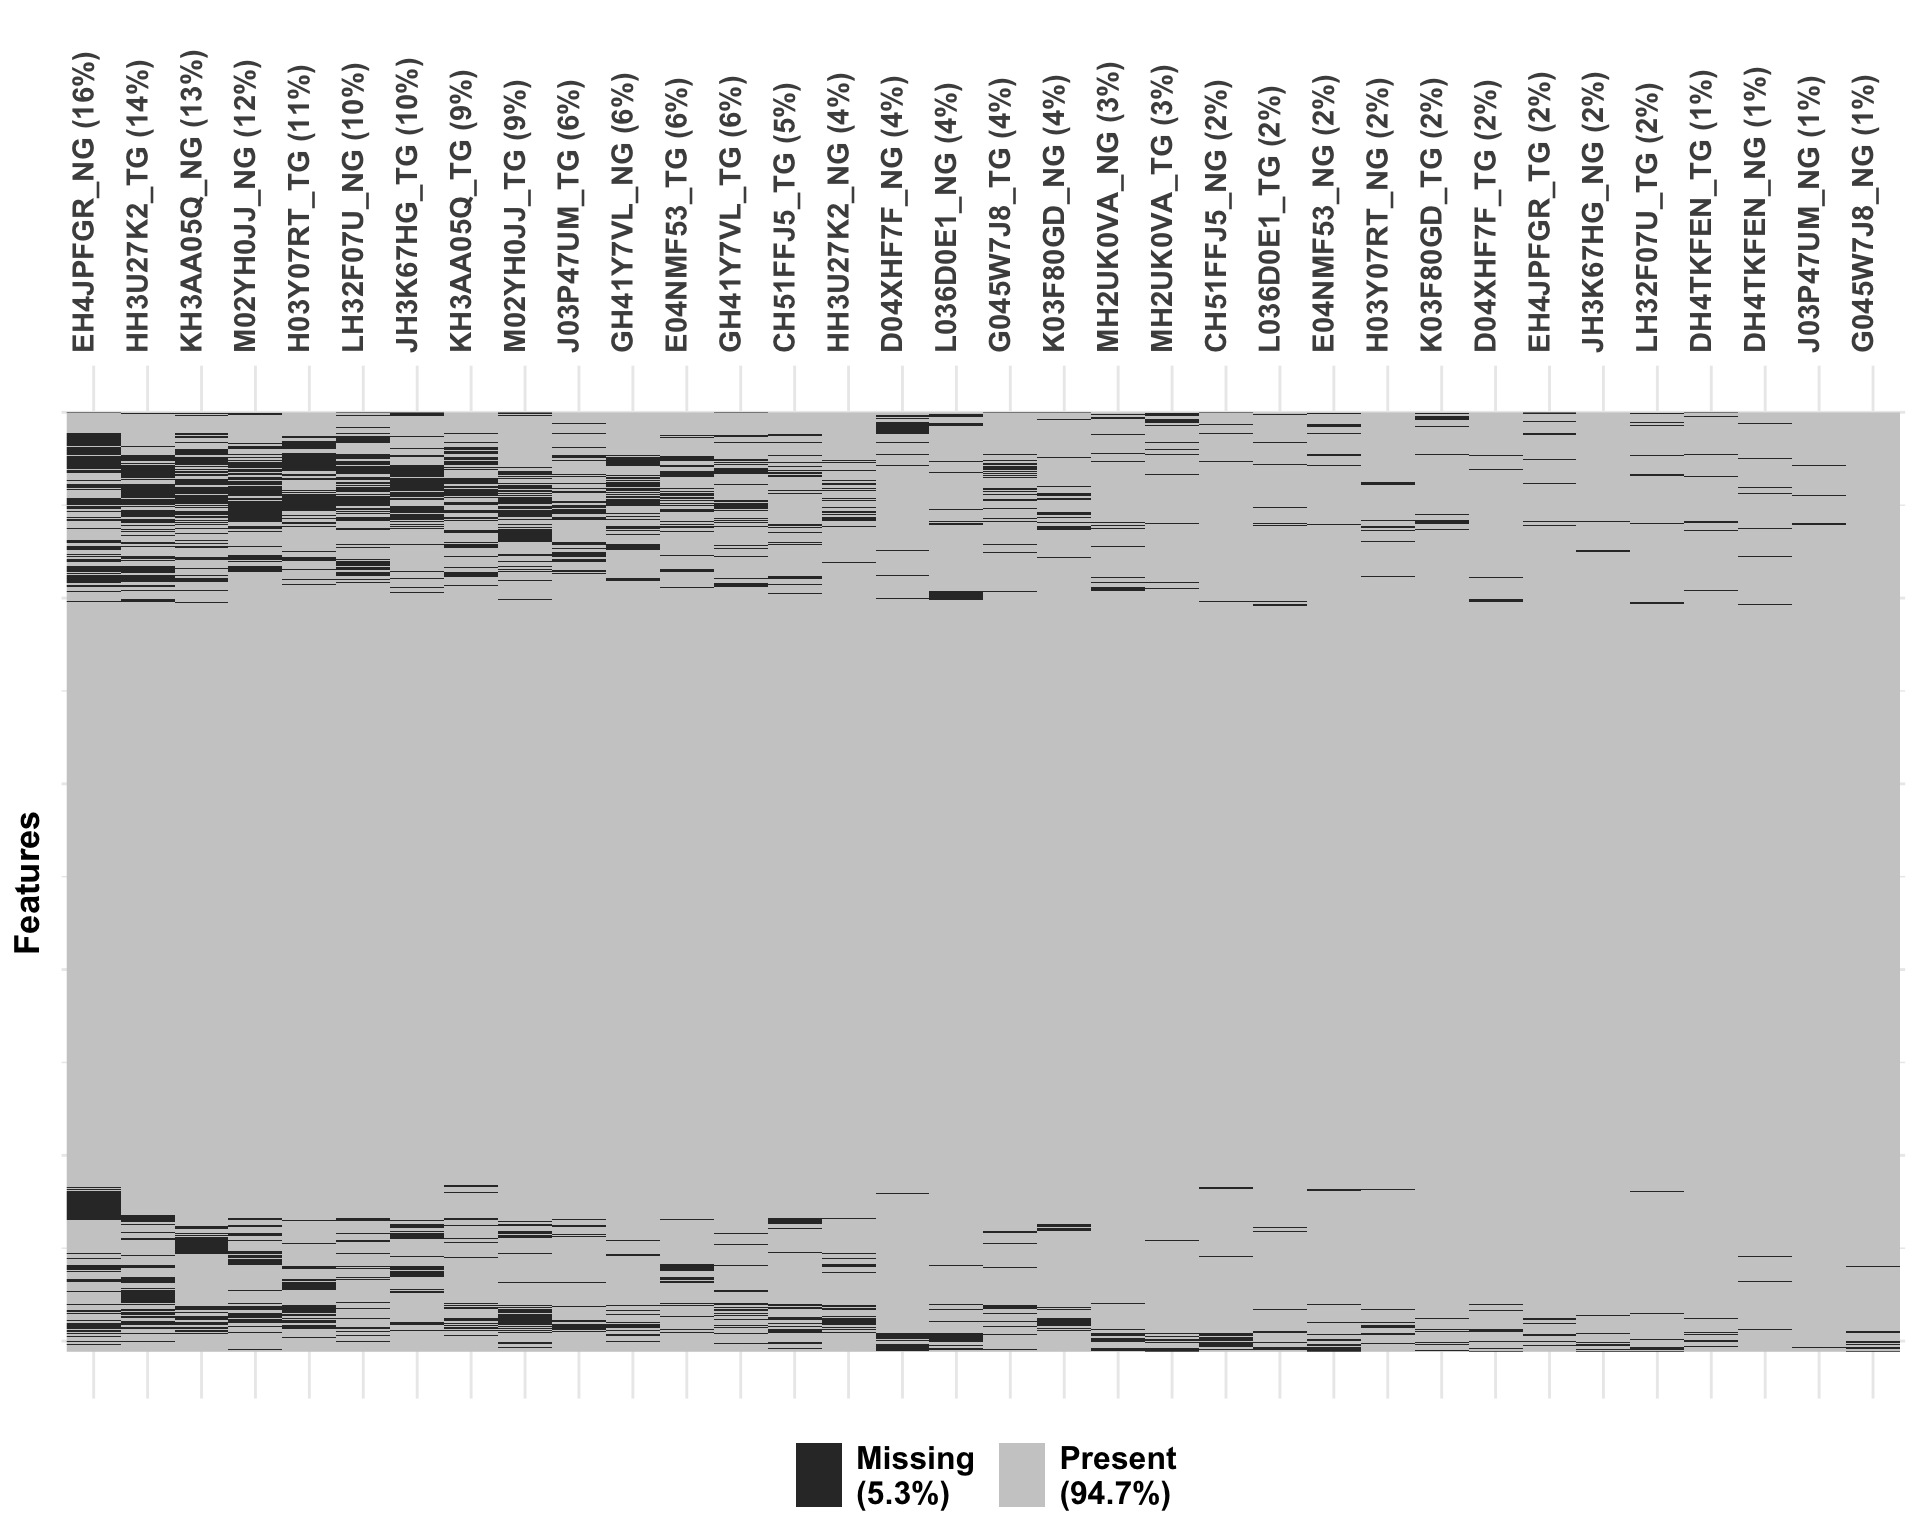 EH4JPFGR_NG (16%)
HH3U27K2_TG (14%)
KH3AA05Q_NG (13%)
M02YH0JJ_NG (12%)
H03Y07RT_TG (11%)
LH32F07U_NG (10%)
JH3K67HG_TG (10%)
KH3AA05Q_TG (9%)
M02YH0JJ_TG (9%)
J03P47UM_TG (6%)
GH41Y7VL_NG (6%)
E04NMF53_TG (6%)
GH41Y7VL_TG (6%)
CH51FFJ5_TG (5%)
HH3U27K2_NG (4%)
D04XHF7F_NG (4%)
L036D0E1_NG (4%)
G045W7J8_TG (4%)
K03F80GD_NG (4%)
MH2UK0VA_NG (3%)
MH2UK0VA_TG (3%)
CH51FFJ5_NG (2%)
L036D0E1_TG (2%)
E04NMF53_NG (2%)
H03Y07RT_NG (2%)
K03F80GD_TG (2%)
D04XHF7F_TG (2%)
EH4JPFGR_TG (2%)
JH3K67HG_NG (2%)
LH32F07U_TG (2%)
DH4TKFEN_TG (1%)
DH4TKFEN_NG (1%)
J03P47UM_NG (1%)
G045W7J8_NG (1%)
Features
Missing
(5.3%)
Present
(94.7%)